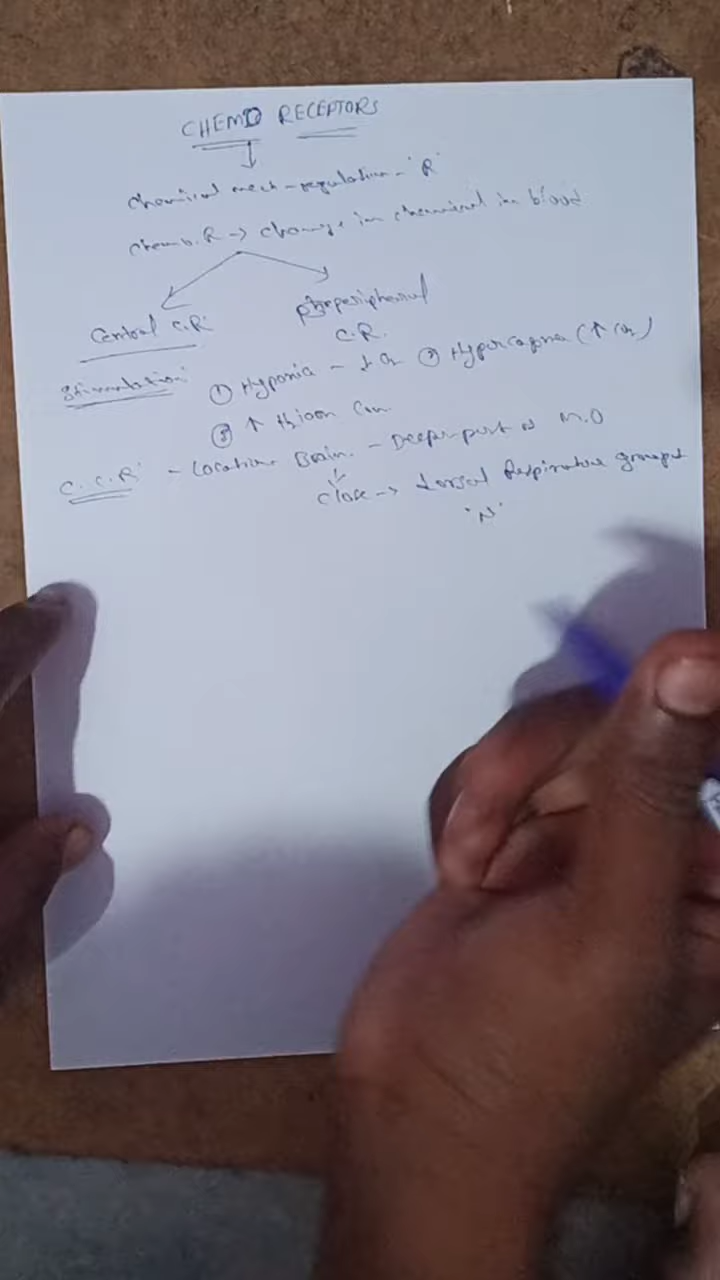 CHEMO RECEPTORS
Chemical mech - regulation - 'R'
Chemo.R → change in chemical in blood
Central C.R peripheral
C.R.
Stimulation: ① Hypoxia - ↓ O2 ② Hypercapnia (↑ CO2)
③ ↑ H ion Con
C.C.R - Location Brain. - Deeper part of M.O
Close → Dorsal Respiratory group of
'N'